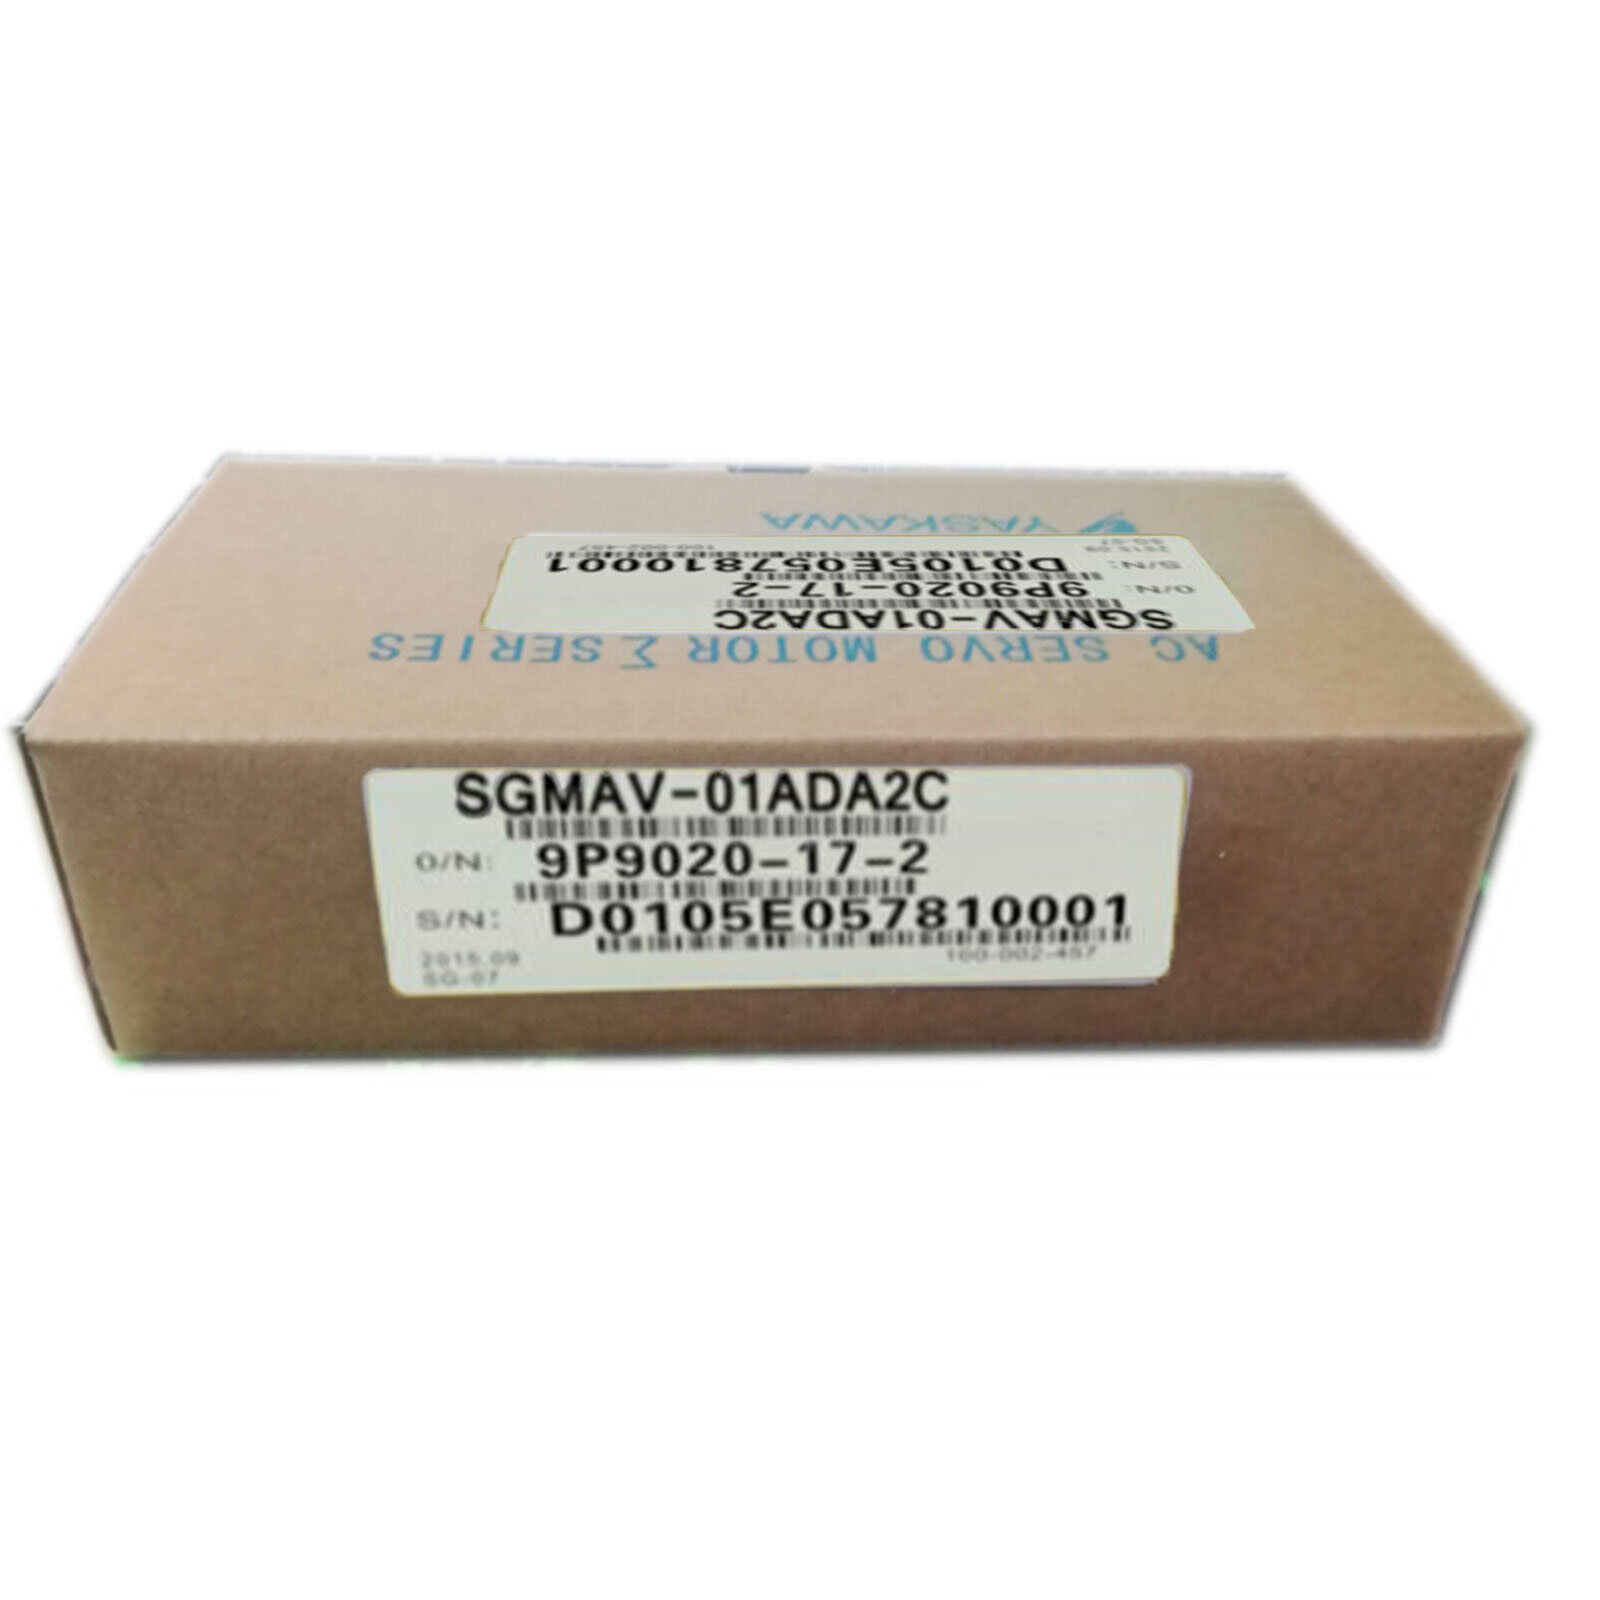 YASKAWA
SGMAV-01ADA2C
O/N: 9P9020-17-2
S/N: D0105E057810001
2015.09
SG-07
100-002-457
AC SERVO MOTOR Σ SERIES
SGMAV-01ADA2C
O/N: 9P9020-17-2
S/N: D0105E057810001
2015.09
100-002-457
SG-07